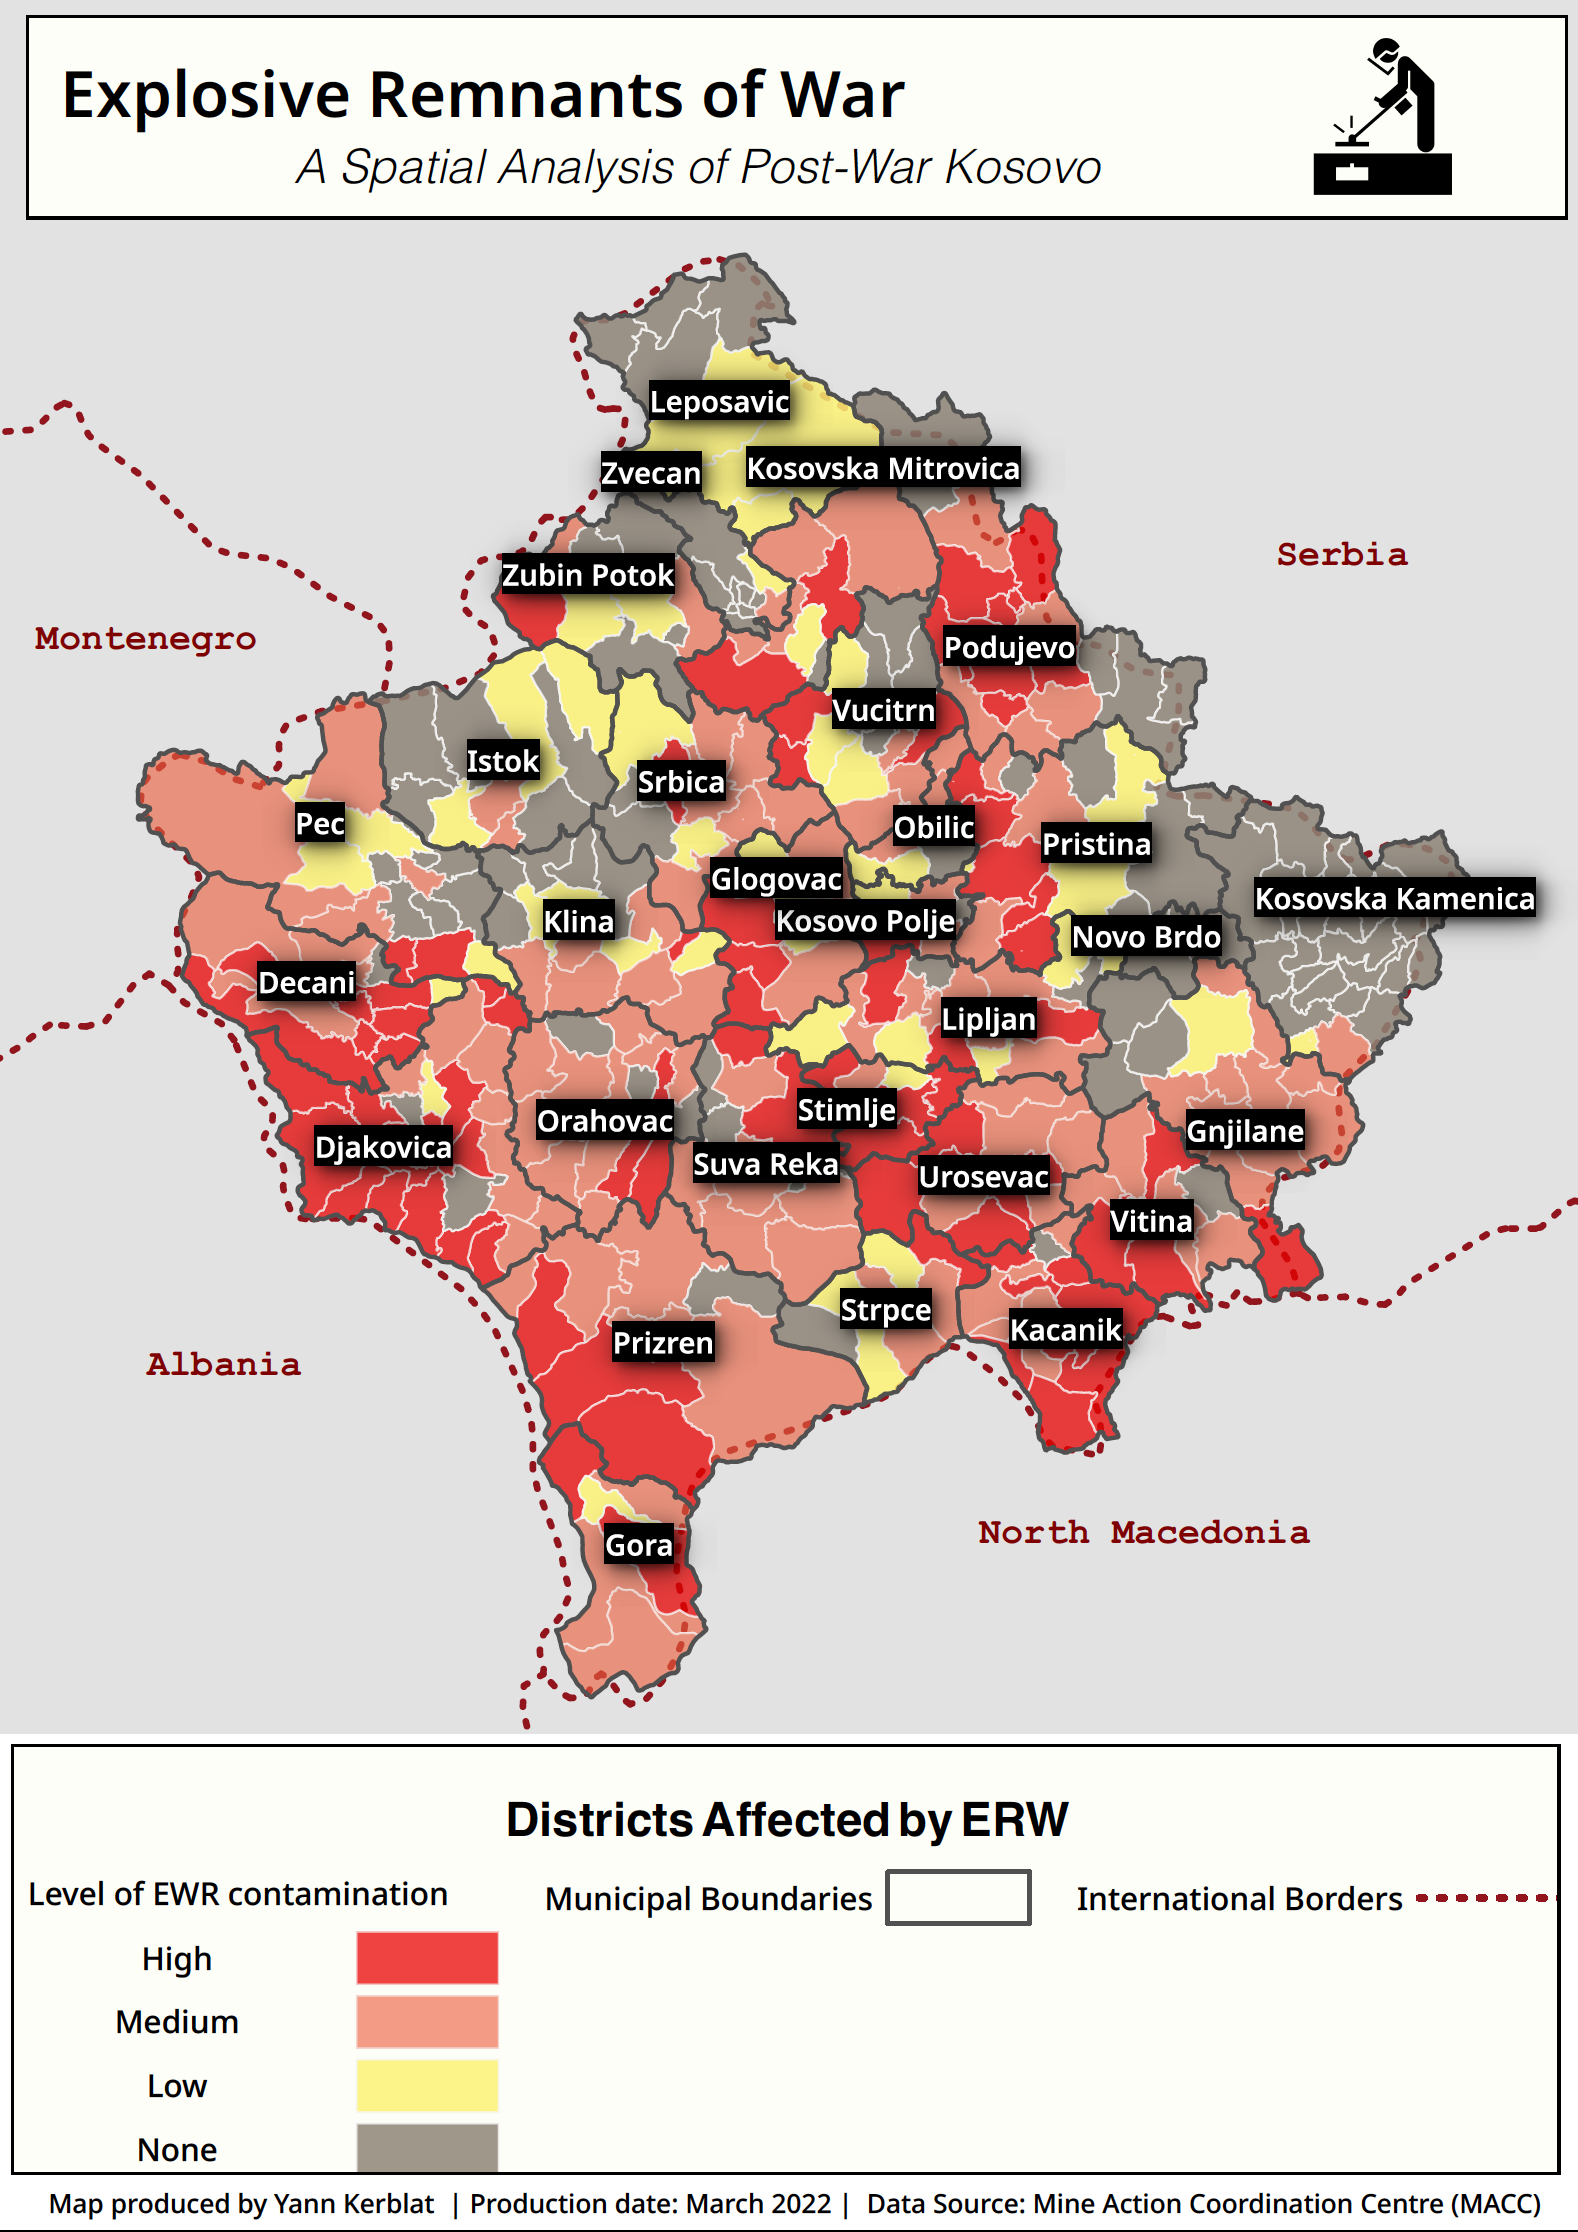 Explosive Remnants of War
A Spatial Analysis of Post-War Kosovo
Leposavic
Zvecan
Kosovska Mitrovica
Serbia
Zubin Potok
Montenegro
Podujevo
Vucitrn
Istok
Srbica
Pec
Obilic
Pristina
Glogovac
Kosovska Kamenica
Klina
Kosovo Polje
Novo Brdo
Decani
Lipljan
Stimlje
Orahovac
Gnjilane
Djakovica
Suva Reka
Urosevac
Vitina
Strpce
Kacanik
Prizren
Albania
North Macedonia
Gora
Districts Affected by ERW
Level of EWR contamination
Municipal Boundaries
International Borders
High
Medium
Low
None
Map produced by Yann Kerblat | Production date: March 2022 | Data Source: Mine Action Coordination Centre (MACC)